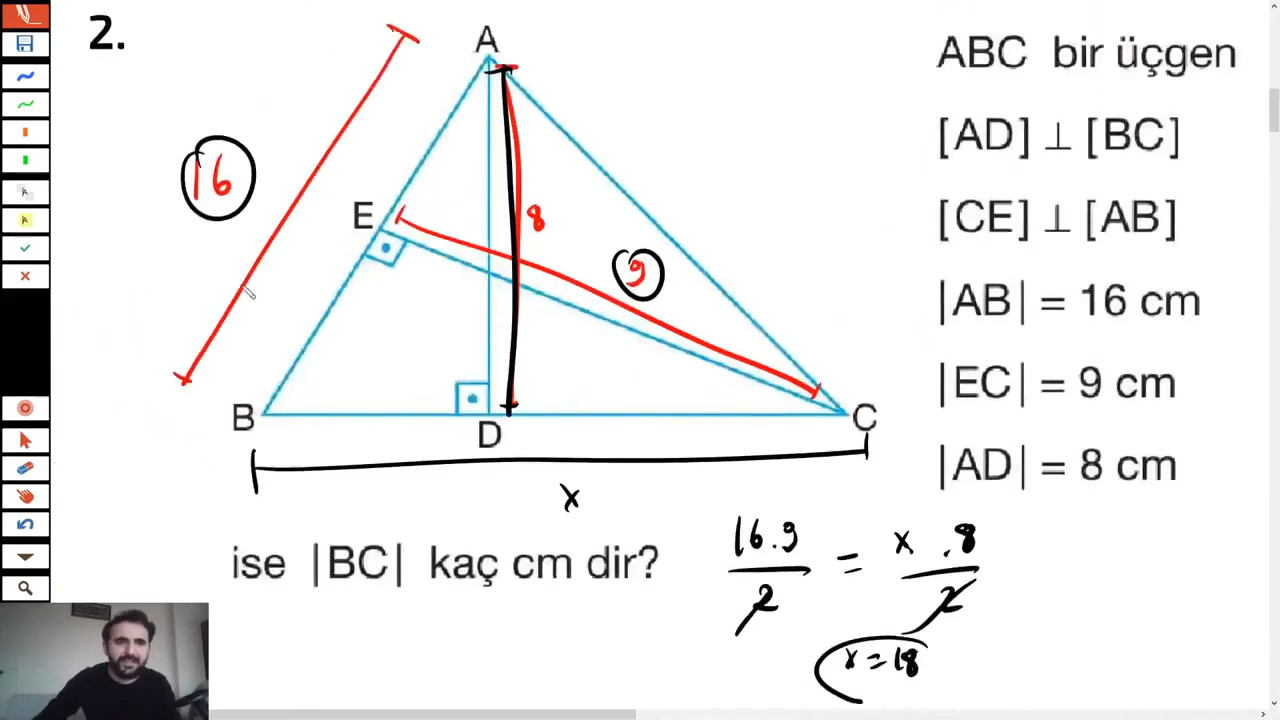 2.
A
ABC bir üçgen
[AD] ⊥ [BC]
16
E
8
[CE] ⊥ [AB]
9
|AB| = 16 cm
|EC| = 9 cm
B
D
C
|AD| = 8 cm
x
ise |BC| kaç cm dir?
16.9/2 = x.8/2
x = 18